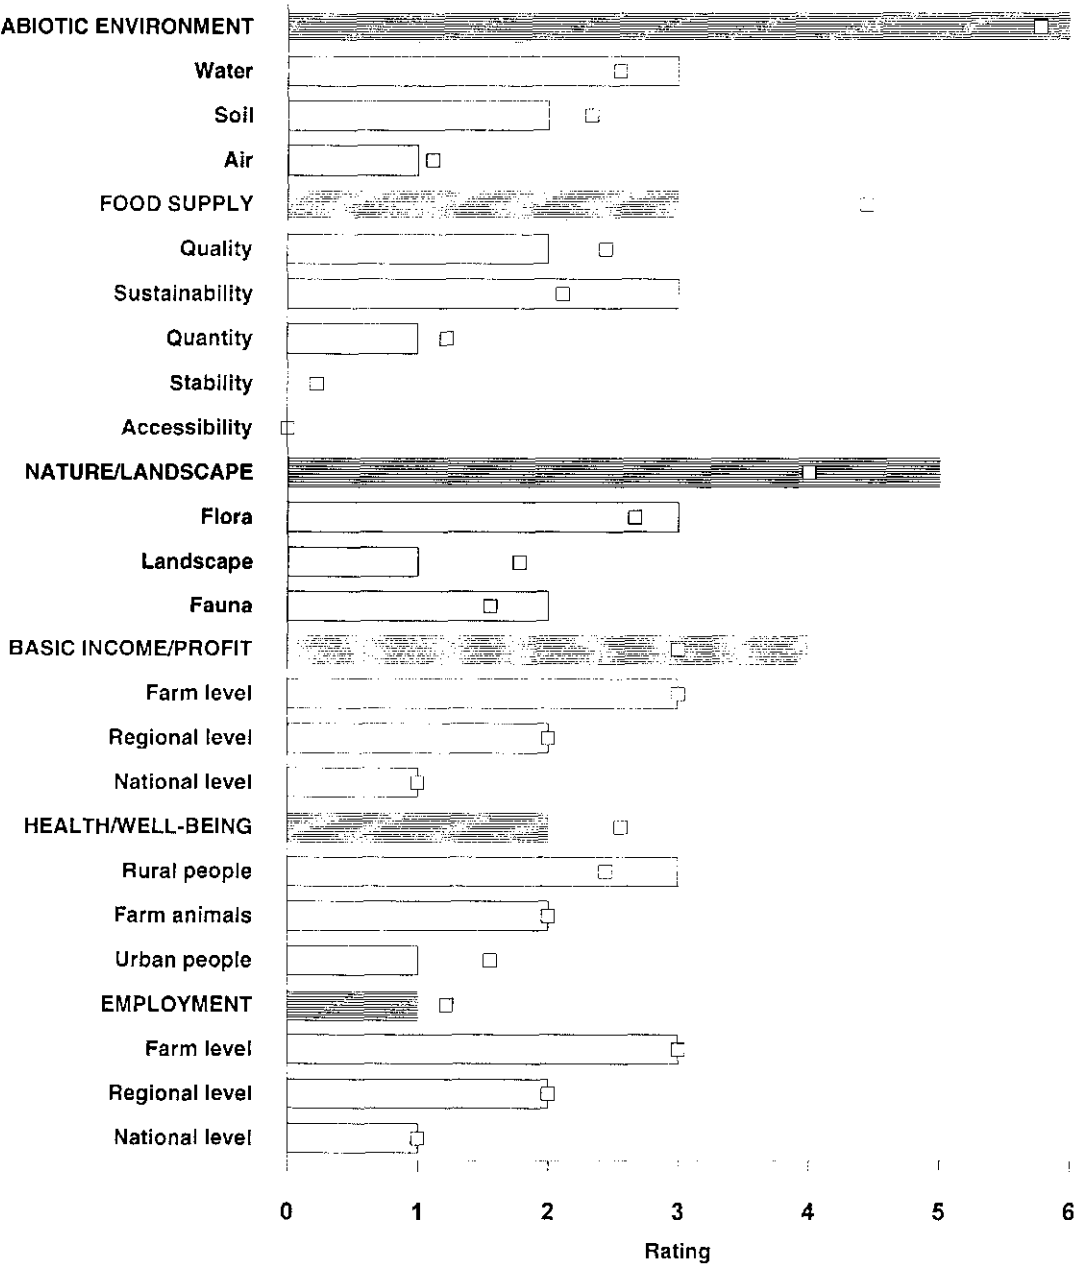 ABIOTIC ENVIRONMENT
Water
Soil
Air
FOOD SUPPLY
Quality
Sustainability
Quantity
Stability
Accessibility
NATURE/LANDSCAPE
Flora
Landscape
Fauna
BASIC INCOME/PROFIT
Farm level
Regional level
National level
HEALTH/WELL-BEING
Rural people
Farm animals
Urban people
EMPLOYMENT
Farm level
Regional level
National level
0 1 2 3 4 5 6
Rating